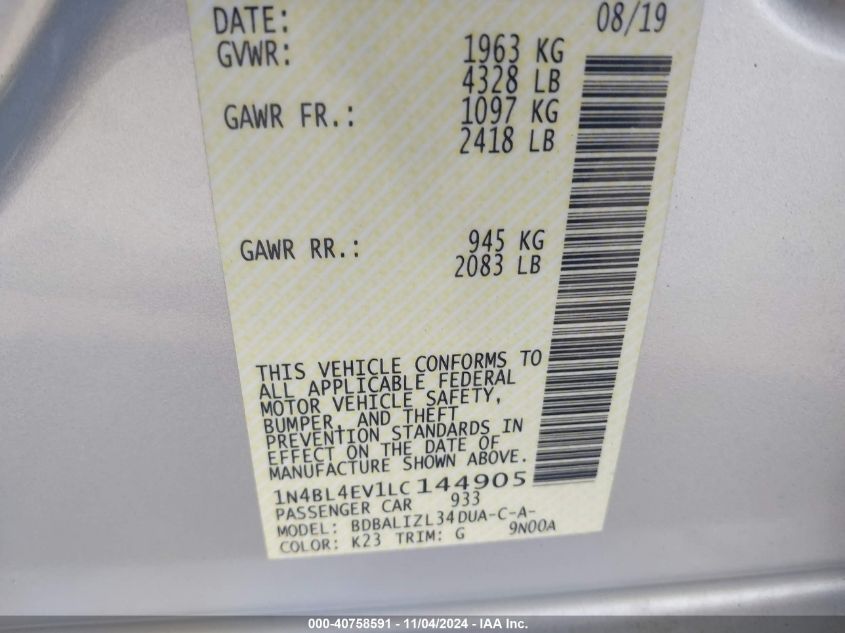 DATE: 08/19
GVWR: 1963 KG
4328 LB
GAWR FR.: 1097 KG
2418 LB
GAWR RR.: 945 KG
2083 LB
THIS VEHICLE CONFORMS TO
ALL APPLICABLE FEDERAL
MOTOR VEHICLE SAFETY,
BUMPER, AND THEFT
PREVENTION STANDARDS IN
EFFECT ON THE DATE OF
MANUFACTURE SHOWN ABOVE.
1N4BL4EV1LC144905
PASSENGER CAR 933
MODEL: BDBALIZL34DUA-C-A-
COLOR: K23 TRIM: G 9N00A
000-40758591 - 11/04/2024 - IAA Inc.